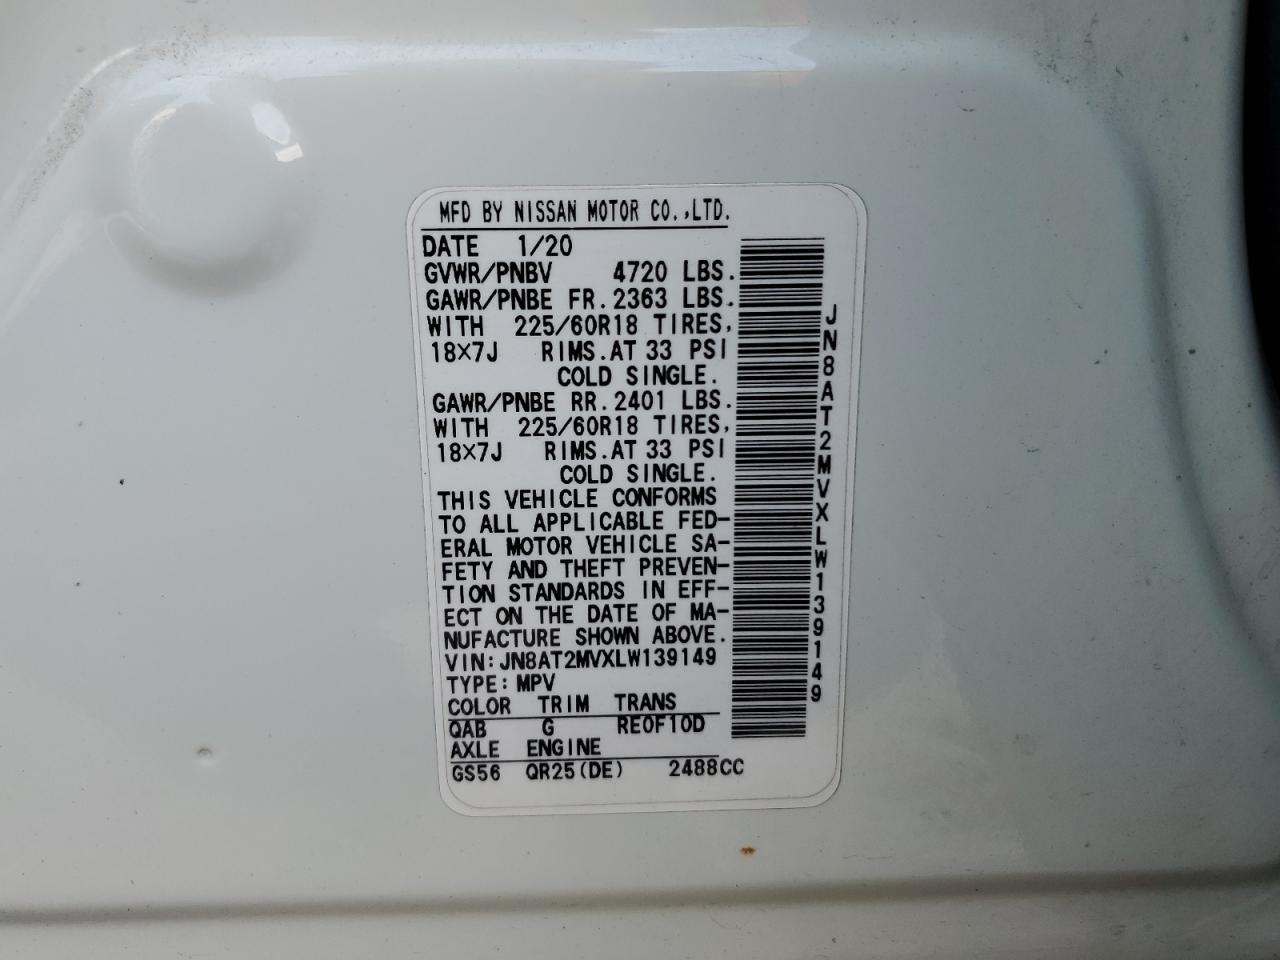 MFD BY NISSAN MOTOR CO.,LTD.
DATE 1/20
GVWR/PNBV 4720 LBS.
GAWR/PNBE FR.2363 LBS.
WITH 225/60R18 TIRES,
18×7J RIMS.AT 33 PSI
COLD SINGLE.
GAWR/PNBE RR.2401 LBS.
WITH 225/60R18 TIRES,
18×7J RIMS.AT 33 PSI
COLD SINGLE.
THIS VEHICLE CONFORMS
TO ALL APPLICABLE FED-
ERAL MOTOR VEHICLE SA-
FETY AND THEFT PREVEN-
TION STANDARDS IN EFF-
ECT ON THE DATE OF MA-
NUFACTURE SHOWN ABOVE.
VIN:JN8AT2MVXLW139149
TYPE:MPV
COLOR TRIM TRANS
QAB G RE0F10D
AXLE ENGINE
GS56 QR25(DE) 2488CC
JN8AT2MVXLW139149